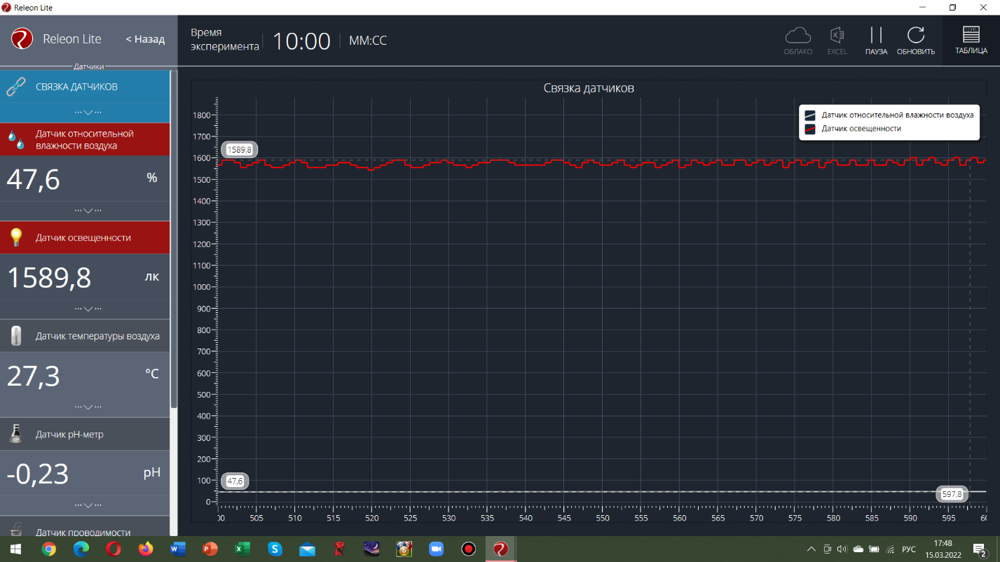 Releon Lite
Releon Lite
< Назад
Время
эксперимента
10:00
ММ:СС
ОБЛАКО
EXCEL
ПАУЗА
ОБНОВИТЬ
ТАБЛИЦА
Датчики
СВЯЗКА ДАТЧИКОВ
Датчик относительной
влажности воздуха
47,6
%
Датчик освещенности
1589,8
лк
Датчик температуры воздуха
27,3
°C
Датчик pH-метр
-0,23
pH
Датчик проводимости
Связка датчиков
Датчик относительной влажности воздуха
Датчик освещенности
1800
1700
1600
1500
1400
1300
1200
1100
1000
900
800
700
600
500
400
300
200
100
0
1589,8
47,6
597,8
00 505 510 515 520 525 530 535 540 545 550 555 560 565 570 575 580 585 590 595 60
РУС
17:48
15.03.2022
2